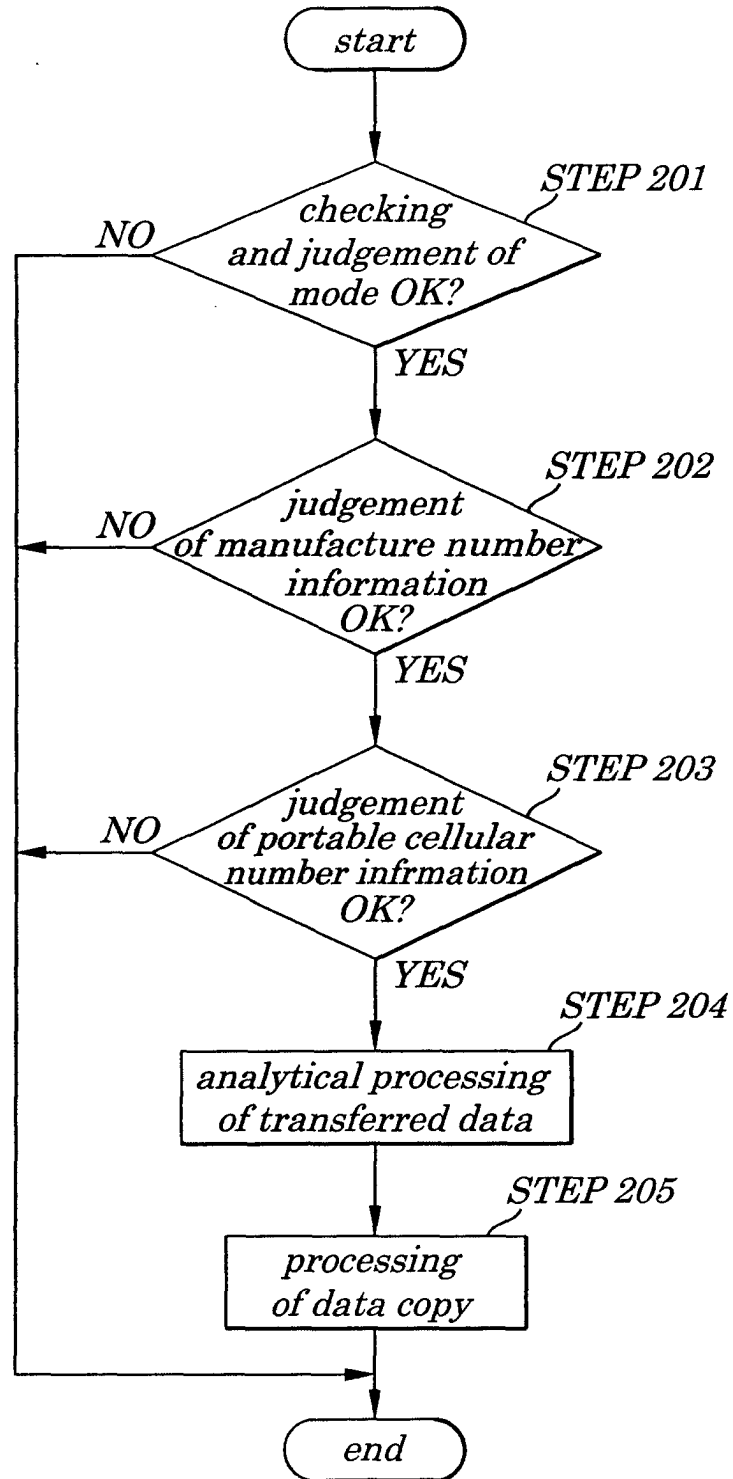 start
STEP 201
checking
and judgement of
mode OK?
NO
YES
STEP 202
judgement
of manufacture number
information
OK?
NO
YES
STEP 203
judgement
of portable cellular
number infrmation
OK?
NO
YES
STEP 204
analytical processing
of transferred data
STEP 205
processing
of data copy
end